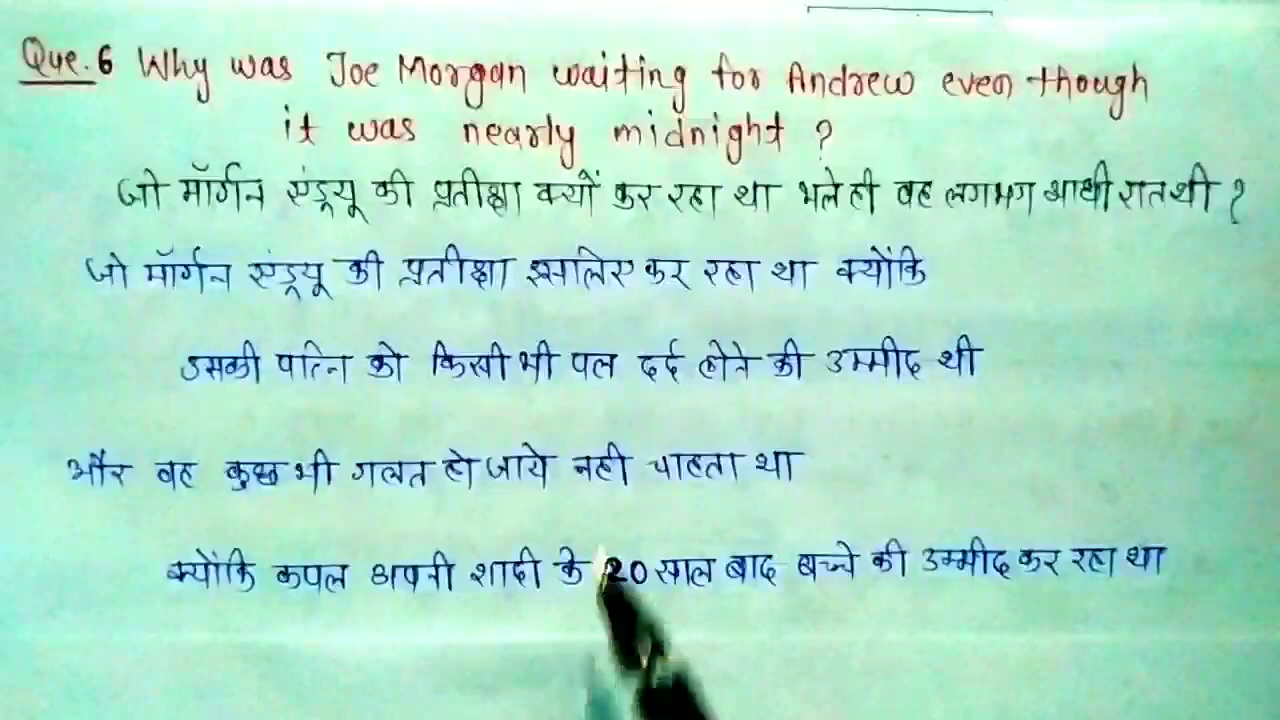 Que. 6 Why was Joe Morgan waiting for Andrew even though
it was nearly midnight ?
जो मॉर्गन एंड्र्यू की प्रतीक्षा क्यों कर रहा था भले ही वह लगभग आधी रात थी ?
जो मॉर्गन एंड्र्यू की प्रतीक्षा इसलिए कर रहा था क्योंकि
उसकी पत्नि को किसी भी पल दर्द होने की उम्मीद थी
और वह कुछ भी गलत हो जाये नही चाहता था
क्योंकि कपल अपनी शादी के 20 साल बाद बच्चे की उम्मीद कर रहा था